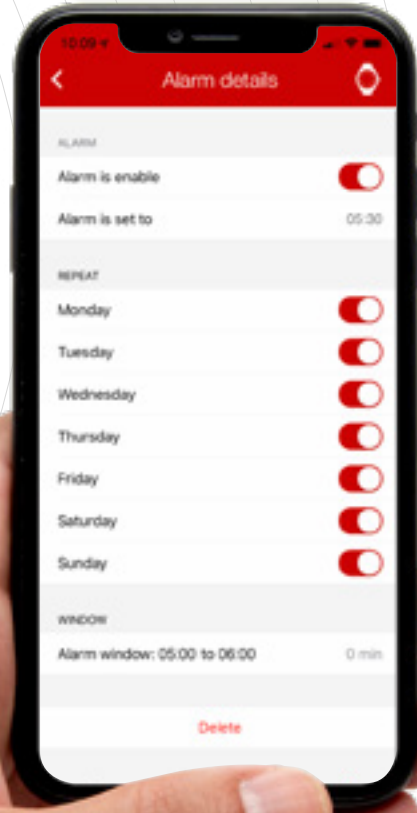 10:09
Alarm details
ALARM
Alarm is enable
Alarm is set to 05:30
REPEAT
Monday
Tuesday
Wednesday
Thursday
Friday
Saturday
Sunday
WINDOW
Alarm window: 05:00 to 06:00 0 min
Delete